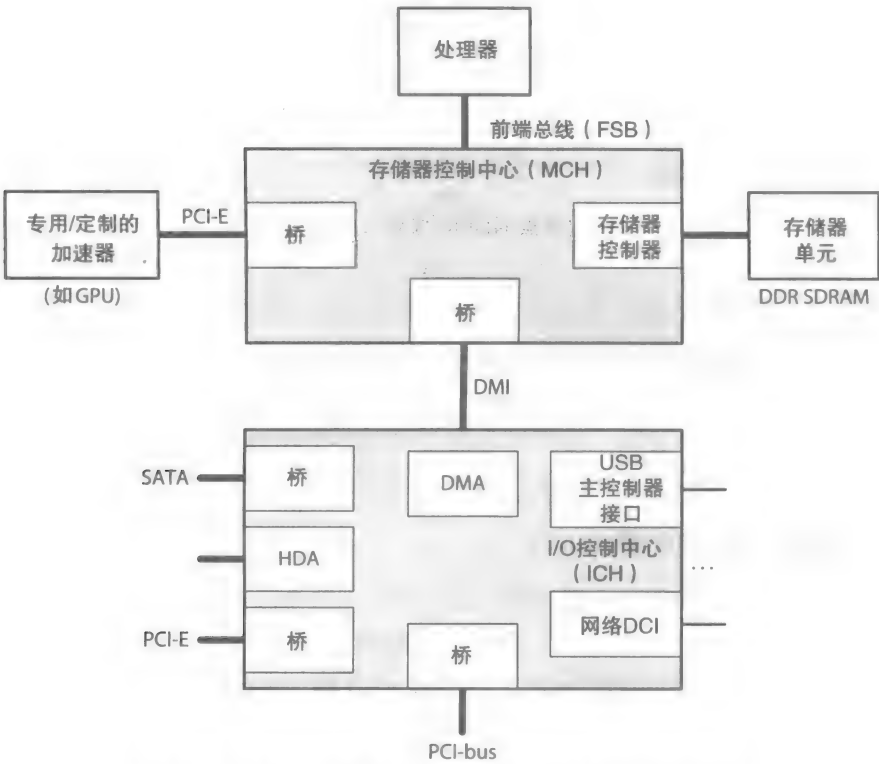 处理器
前端总线（FSB）
存储器控制中心（MCH）
专用/定制的
加速器
(如GPU)
PCI-E
桥
存储器
控制器
存储器
单元
DDR SDRAM
桥
DMI
SATA
桥
DMA
USB
主控制器
接口
HDA
I/O控制中心
（ICH）
...
PCI-E
桥
桥
网络DCI
PCI-bus